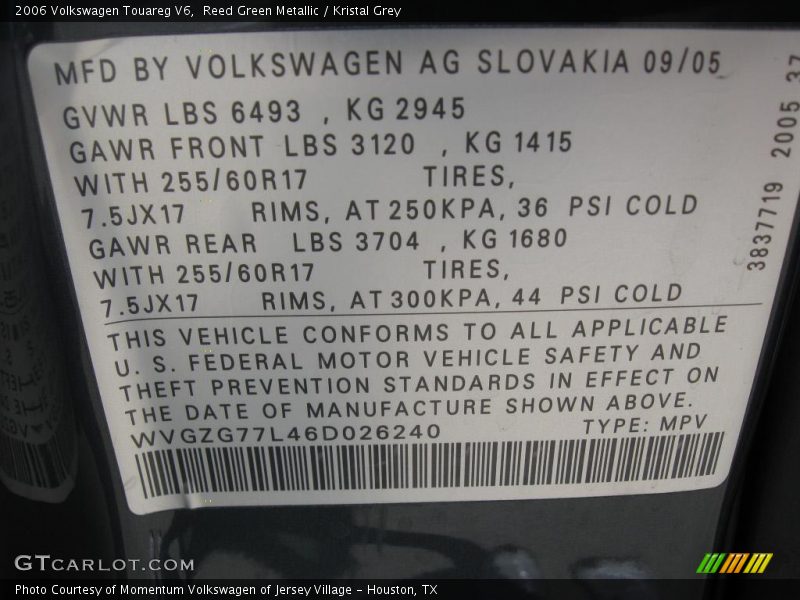 2006 Volkswagen Touareg V6,  Reed Green Metallic / Kristal Grey
MFD BY VOLKSWAGEN AG SLOVAKIA 09/05
GVWR LBS 6493 , KG 2945
GAWR FRONT LBS 3120 , KG 1415
WITH 255/60R17 TIRES,
7.5JX17 RIMS, AT 250KPA, 36 PSI COLD
GAWR REAR LBS 3704 , KG 1680
WITH 255/60R17 TIRES,
7.5JX17 RIMS, AT 300KPA, 44 PSI COLD
3837719 2005 37
THIS VEHICLE CONFORMS TO ALL APPLICABLE
U. S. FEDERAL MOTOR VEHICLE SAFETY AND
THEFT PREVENTION STANDARDS IN EFFECT ON
THE DATE OF MANUFACTURE SHOWN ABOVE.
WVGZG77L46D026240 TYPE: MPV
GTCARLOT.COM
Photo Courtesy of Momentum Volkswagen of Jersey Village – Houston, TX